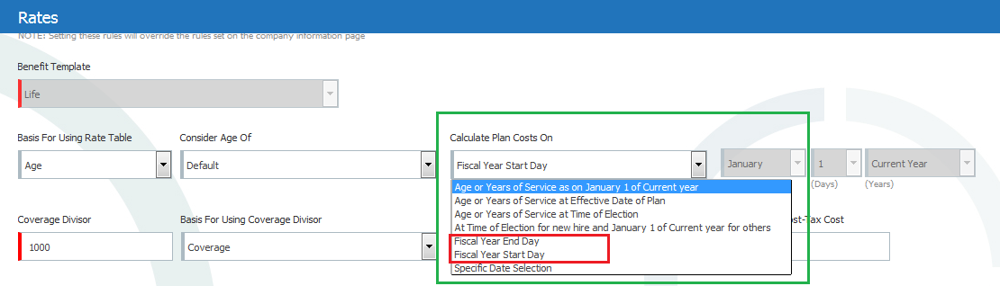 Rates
NOTE: Setting these rules will override the rules set on the company information page
Benefit Template
Life
Basis For Using Rate Table
Consider Age Of
Calculate Plan Costs On
Age
Default
Fiscal Year Start Day
January
1
Current Year
(Days)
(Years)
Age or Years of Service as on January 1 of Current year
Age or Years of Service at Effective Date of Plan
Age or Years of Service at Time of Election
At Time of Election for new hire and January 1 of Current year for others
Fiscal Year End Day
Fiscal Year Start Day
Specific Date Selection
Coverage Divisor
Basis For Using Coverage Divisor
ost-Tax Cost
1000
Coverage